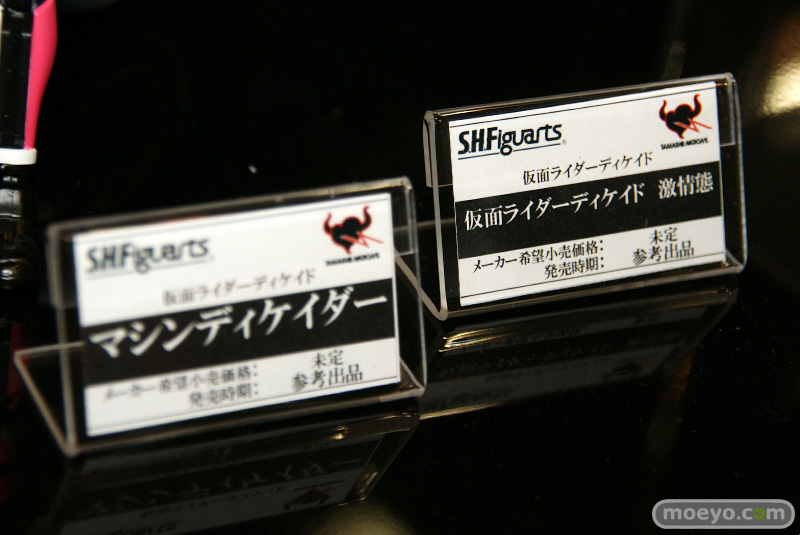 S.H.Figuarts
TAMASHII NATIONS
仮面ライダーディケイド
マシンディケイダー
メーカー希望小売価格: 未定
発売時期: 参考出品
S.H.Figuarts
TAMASHII NATIONS
仮面ライダーディケイド
仮面ライダーディケイド 激情態
メーカー希望小売価格: 未定
発売時期: 参考出品
moeyo.com